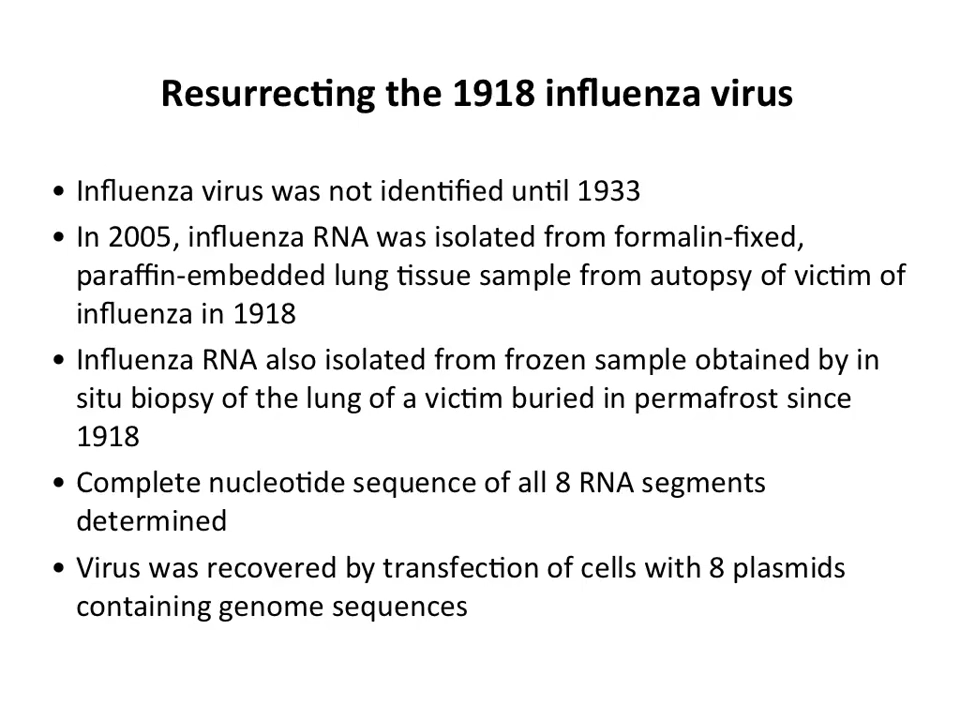 Resurrecting the 1918 influenza virus
• Influenza virus was not identified until 1933
• In 2005, influenza RNA was isolated from formalin-fixed,
paraffin-embedded lung tissue sample from autopsy of victim of
influenza in 1918
• Influenza RNA also isolated from frozen sample obtained by in
situ biopsy of the lung of a victim buried in permafrost since
1918
• Complete nucleotide sequence of all 8 RNA segments
determined
• Virus was recovered by transfection of cells with 8 plasmids
containing genome sequences